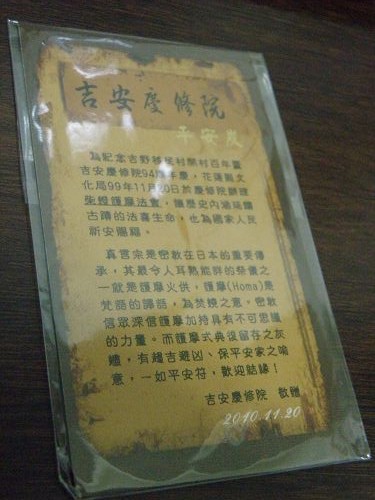 吉安慶修院
平安炭
為紀念吉野移民村開村百年暨
吉安慶修院94週年慶，花蓮縣文
化局99年11月20日於慶修院辦理
柴燈護摩法會，讓歷史內涵延續
古蹟的法喜生命，也為國家人民
祈安賜福。
真言宗是密教在日本的重要傳
承，其最令人耳熟能詳的祭儀之
一就是護摩火供，護摩(Homa)是
梵語的譯語，為焚燒之意。密教
信眾深信護摩加持具有不可思議
的力量。而護摩式典後留存之灰
燼，有趨吉避凶、保平安家之喻
意，一如平安符，歡迎結緣！
吉安慶修院 敬贈
2010.11.20